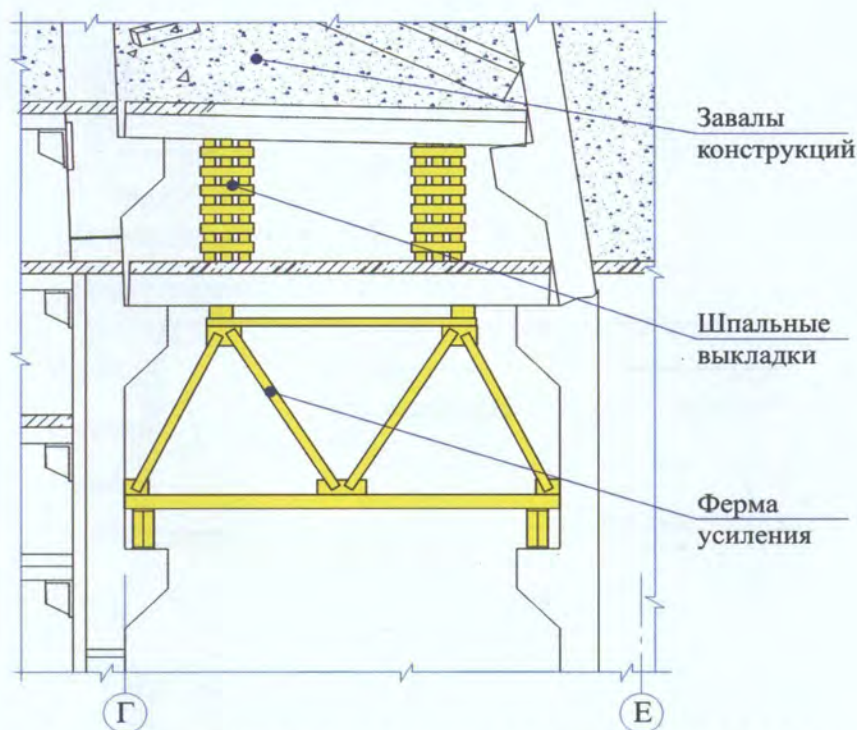 Завалы
конструкций
Шпальные
выкладки
Ферма
усиления
Г
Е